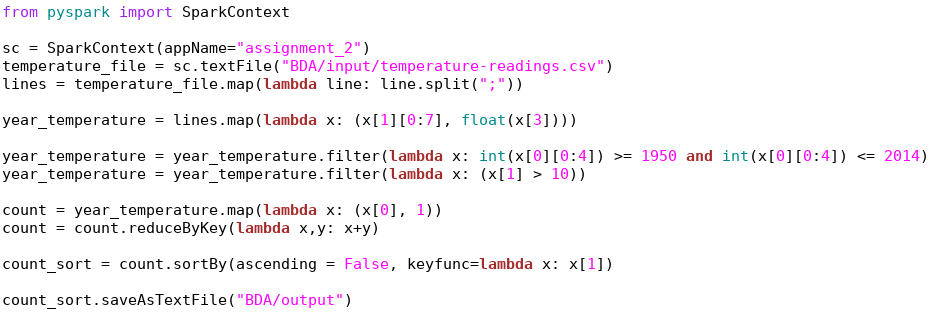 from pyspark import SparkContext
sc = SparkContext(appName="assignment_2")
temperature_file = sc.textFile("BDA/input/temperature-readings.csv")
lines = temperature_file.map(lambda line: line.split(";"))
year_temperature = lines.map(lambda x: (x[1][0:7], float(x[3])))
year_temperature = year_temperature.filter(lambda x: int(x[0][0:4]) >= 1950 and int(x[0][0:4]) <= 2014)
year_temperature = year_temperature.filter(lambda x: (x[1] > 10))
count = year_temperature.map(lambda x: (x[0], 1))
count = count.reduceByKey(lambda x,y: x+y)
count_sort = count.sortBy(ascending = False, keyfunc=lambda x: x[1])
count_sort.saveAsTextFile("BDA/output")